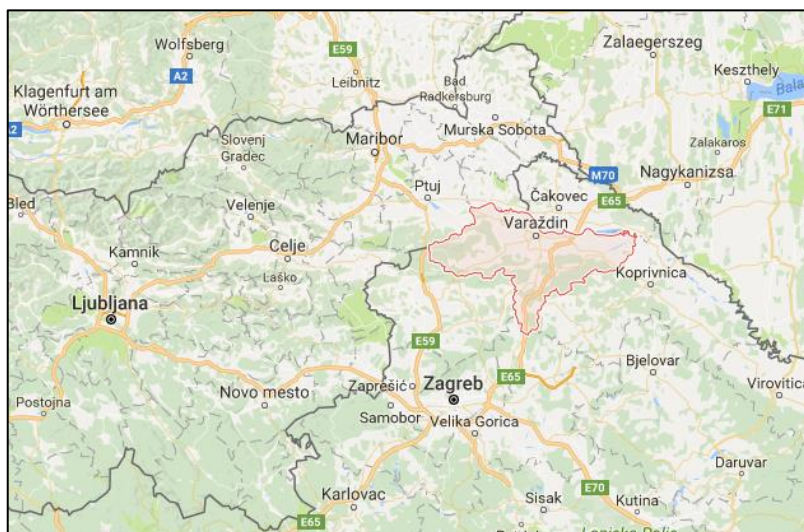 Wolfsberg
E59
Zalaegerszeg
A2
Leibnitz
Bad
Radkersburg
Keszthely
Klagenfurt am
Wörthersee
E71
Murska Sobota
Slovenj
Gradec
Maribor
Zalakaros
M70
Nagykanizsa
Ptuj
E65
Čakovec
Bled
Velenje
Varaždin
Kamnik
Celje
Laško
Koprivnica
Ljubljana
E59
Bjelovar
E65
Zaprešić
Zagreb
Virovitica
Novo mesto
Postojna
Samobor
Velika Gorica
Daruvar
E70
Karlovac
Sisak
Kutina
E65